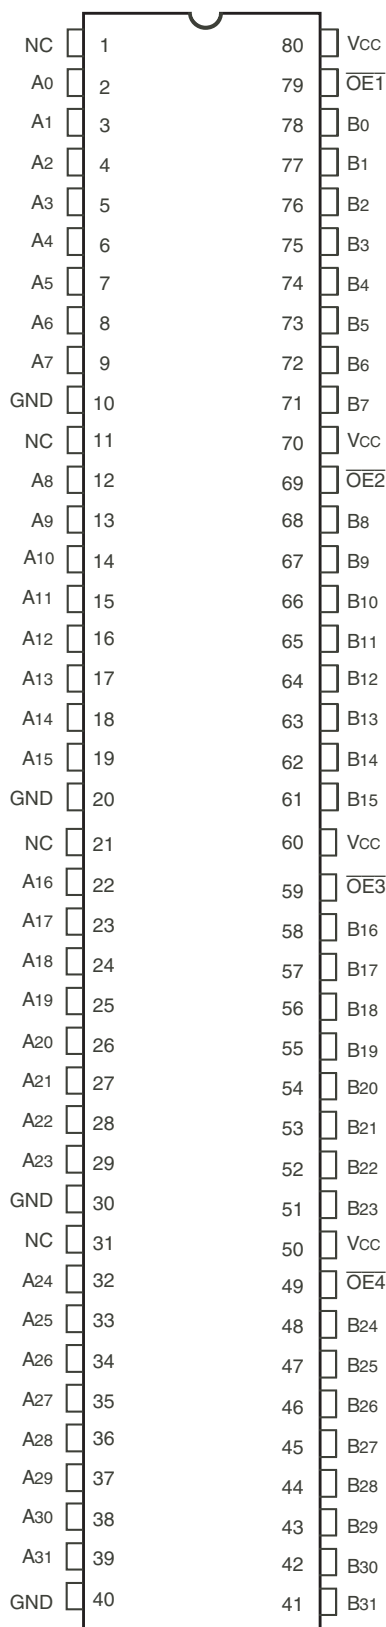 NC 1 80 VCC
A0 2 79 OE1
A1 3 78 B0
A2 4 77 B1
A3 5 76 B2
A4 6 75 B3
A5 7 74 B4
A6 8 73 B5
A7 9 72 B6
GND 10 71 B7
NC 11 70 VCC
A8 12 69 OE2
A9 13 68 B8
A10 14 67 B9
A11 15 66 B10
A12 16 65 B11
A13 17 64 B12
A14 18 63 B13
A15 19 62 B14
GND 20 61 B15
NC 21 60 VCC
A16 22 59 OE3
A17 23 58 B16
A18 24 57 B17
A19 25 56 B18
A20 26 55 B19
A21 27 54 B20
A22 28 53 B21
A23 29 52 B22
GND 30 51 B23
NC 31 50 VCC
A24 32 49 OE4
A25 33 48 B24
A26 34 47 B25
A27 35 46 B26
A28 36 45 B27
A29 37 44 B28
A30 38 43 B29
A31 39 42 B30
GND 40 41 B31